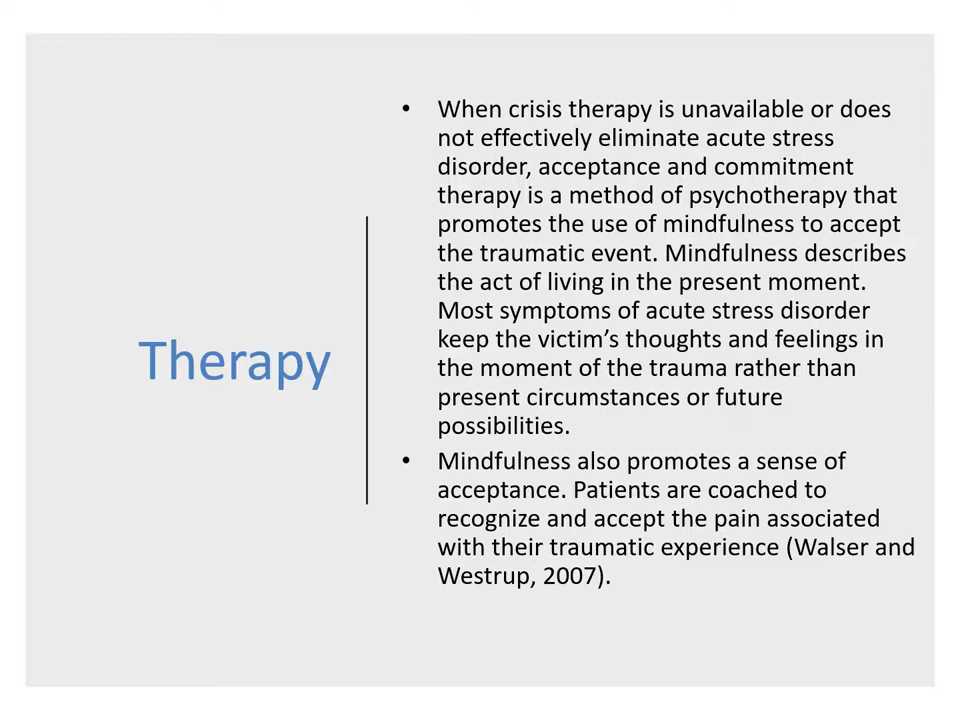 Therapy
• When crisis therapy is unavailable or does
not effectively eliminate acute stress
disorder, acceptance and commitment
therapy is a method of psychotherapy that
promotes the use of mindfulness to accept
the traumatic event. Mindfulness describes
the act of living in the present moment.
Most symptoms of acute stress disorder
keep the victim’s thoughts and feelings in
the moment of the trauma rather than
present circumstances or future
possibilities.
• Mindfulness also promotes a sense of
acceptance. Patients are coached to
recognize and accept the pain associated
with their traumatic experience (Walser and
Westrup, 2007).